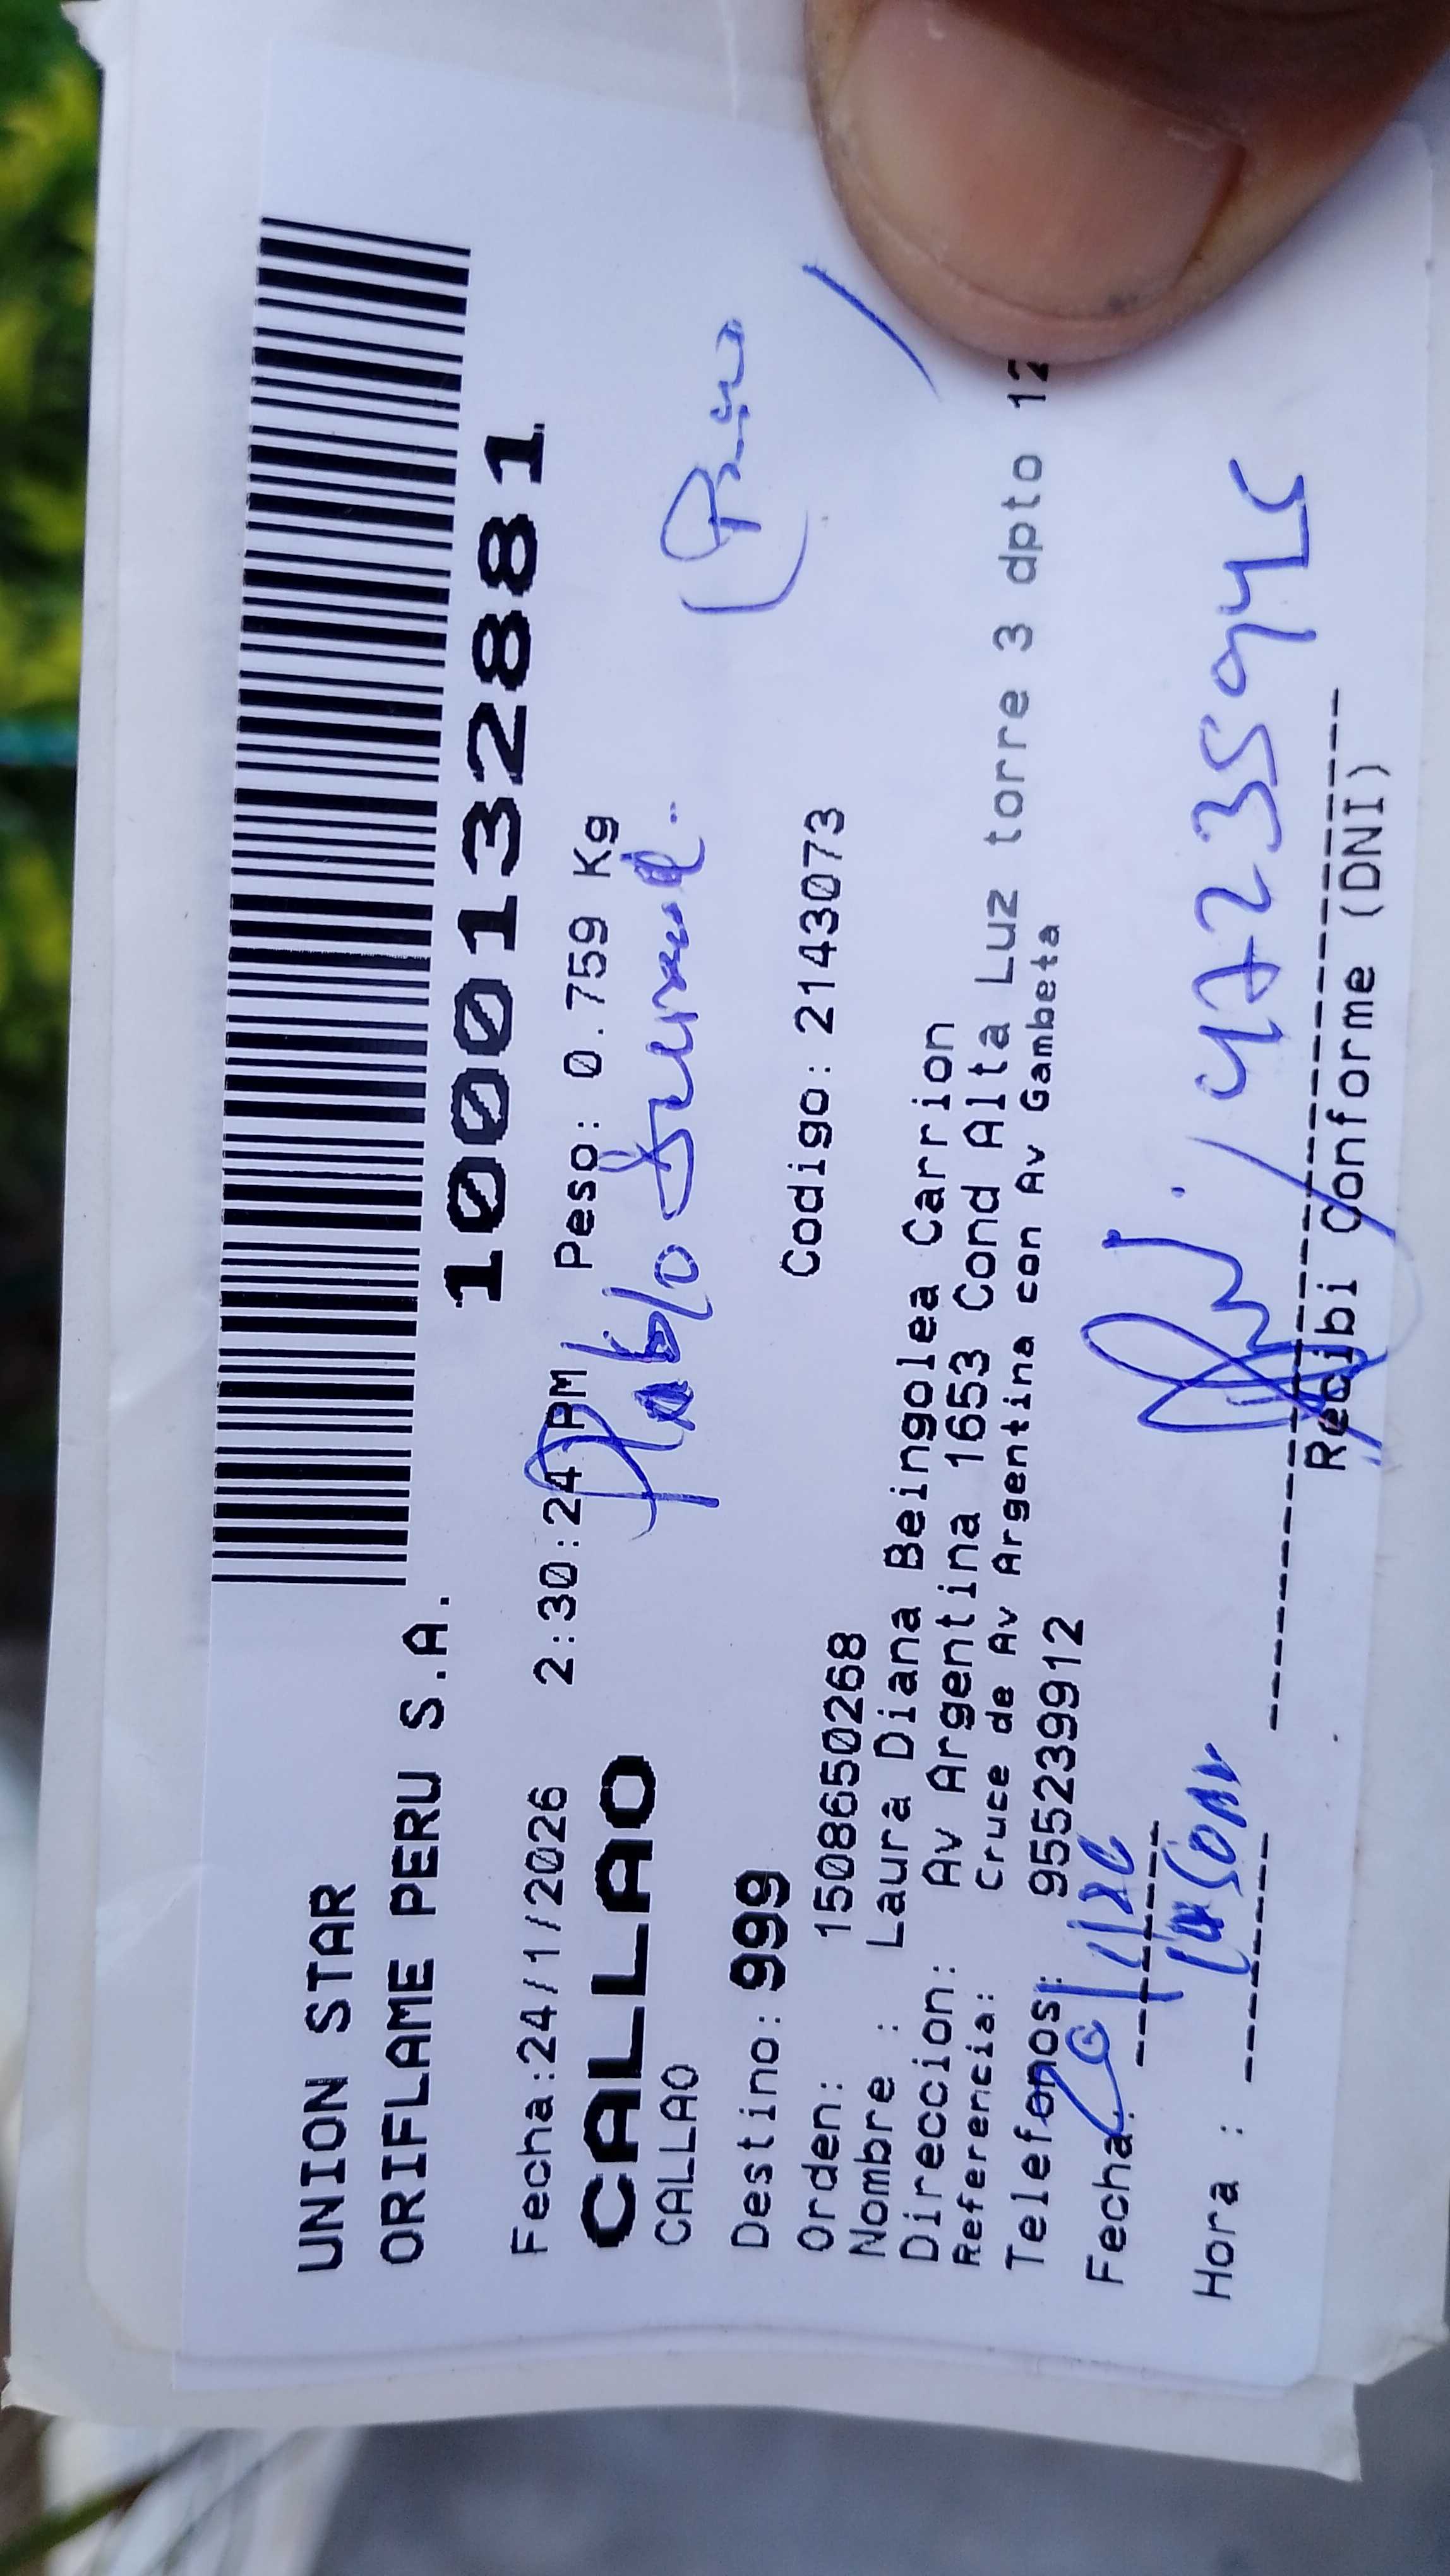 UNION STAR
ORIFLAME PERU S.A.
1000132881
Fecha:24/1/2026 2:30:24 PM Peso: 0.759 Kg
CALLAO
CALLAO
Pablo
Destino: 999
Orden: 15086650268
Codigo: 2143073
Nombre : Laura Diana Beingolea Carrion
Direccion: Av Argentina 1653 Cond Alta Luz torre 3 dpto 12
Referencia: Cruce de Av Argentina con Av Gambeta
Telefonos: 955239912
Fecha:
Hora :
Recibi Conforme (DNI)